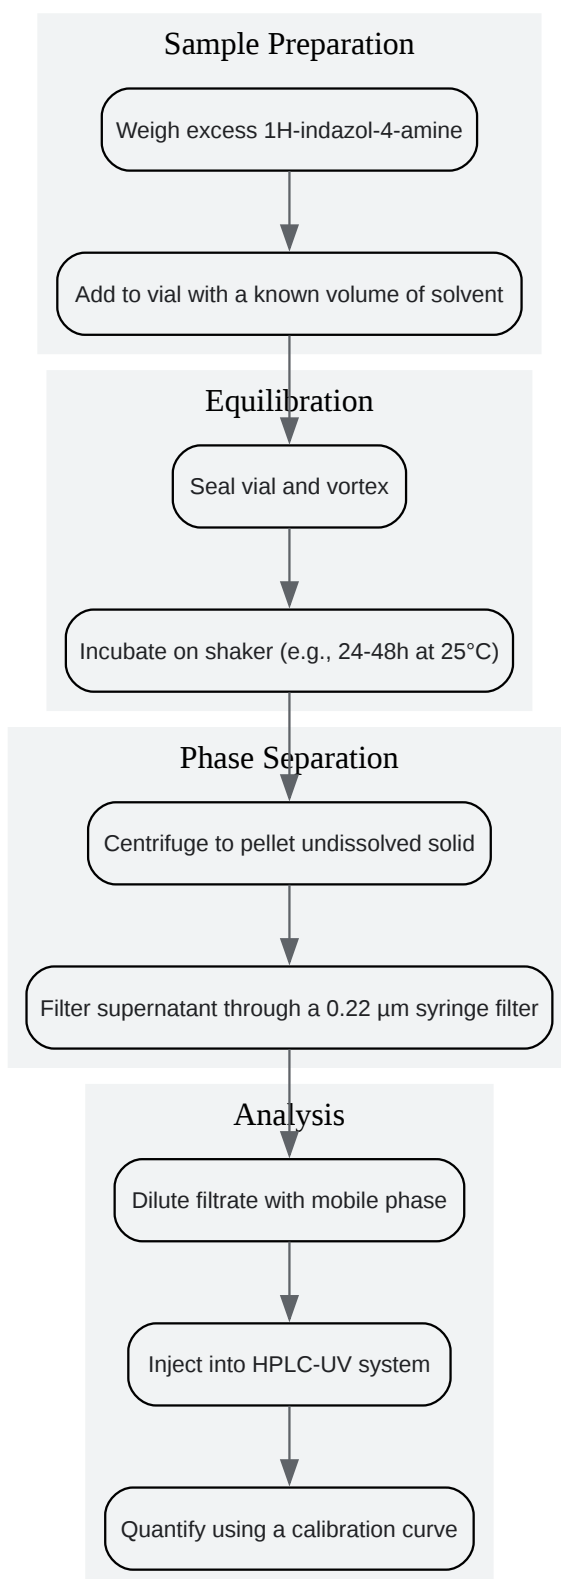 Sample Preparation
Weigh excess 1H-indazol-4-amine
Add to vial with a known volume of solvent
Equilibration
Seal vial and vortex
Incubate on shaker (e.g., 24-48h at 25°C)
Phase Separation
Centrifuge to pellet undissolved solid
Filter supernatant through a 0.22 µm syringe filter
Analysis
Dilute filtrate with mobile phase
Inject into HPLC-UV system
Quantify using a calibration curve